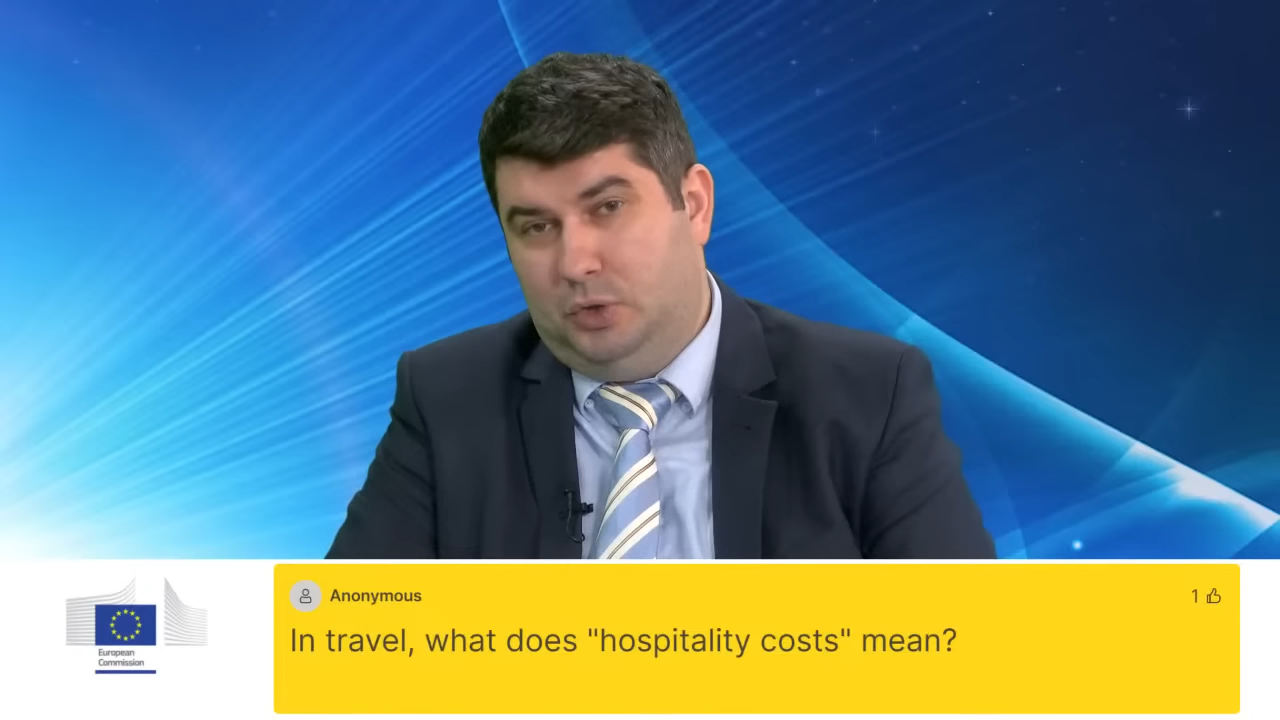 Anonymous
1
In travel, what does "hospitality costs" mean?
European
Commission